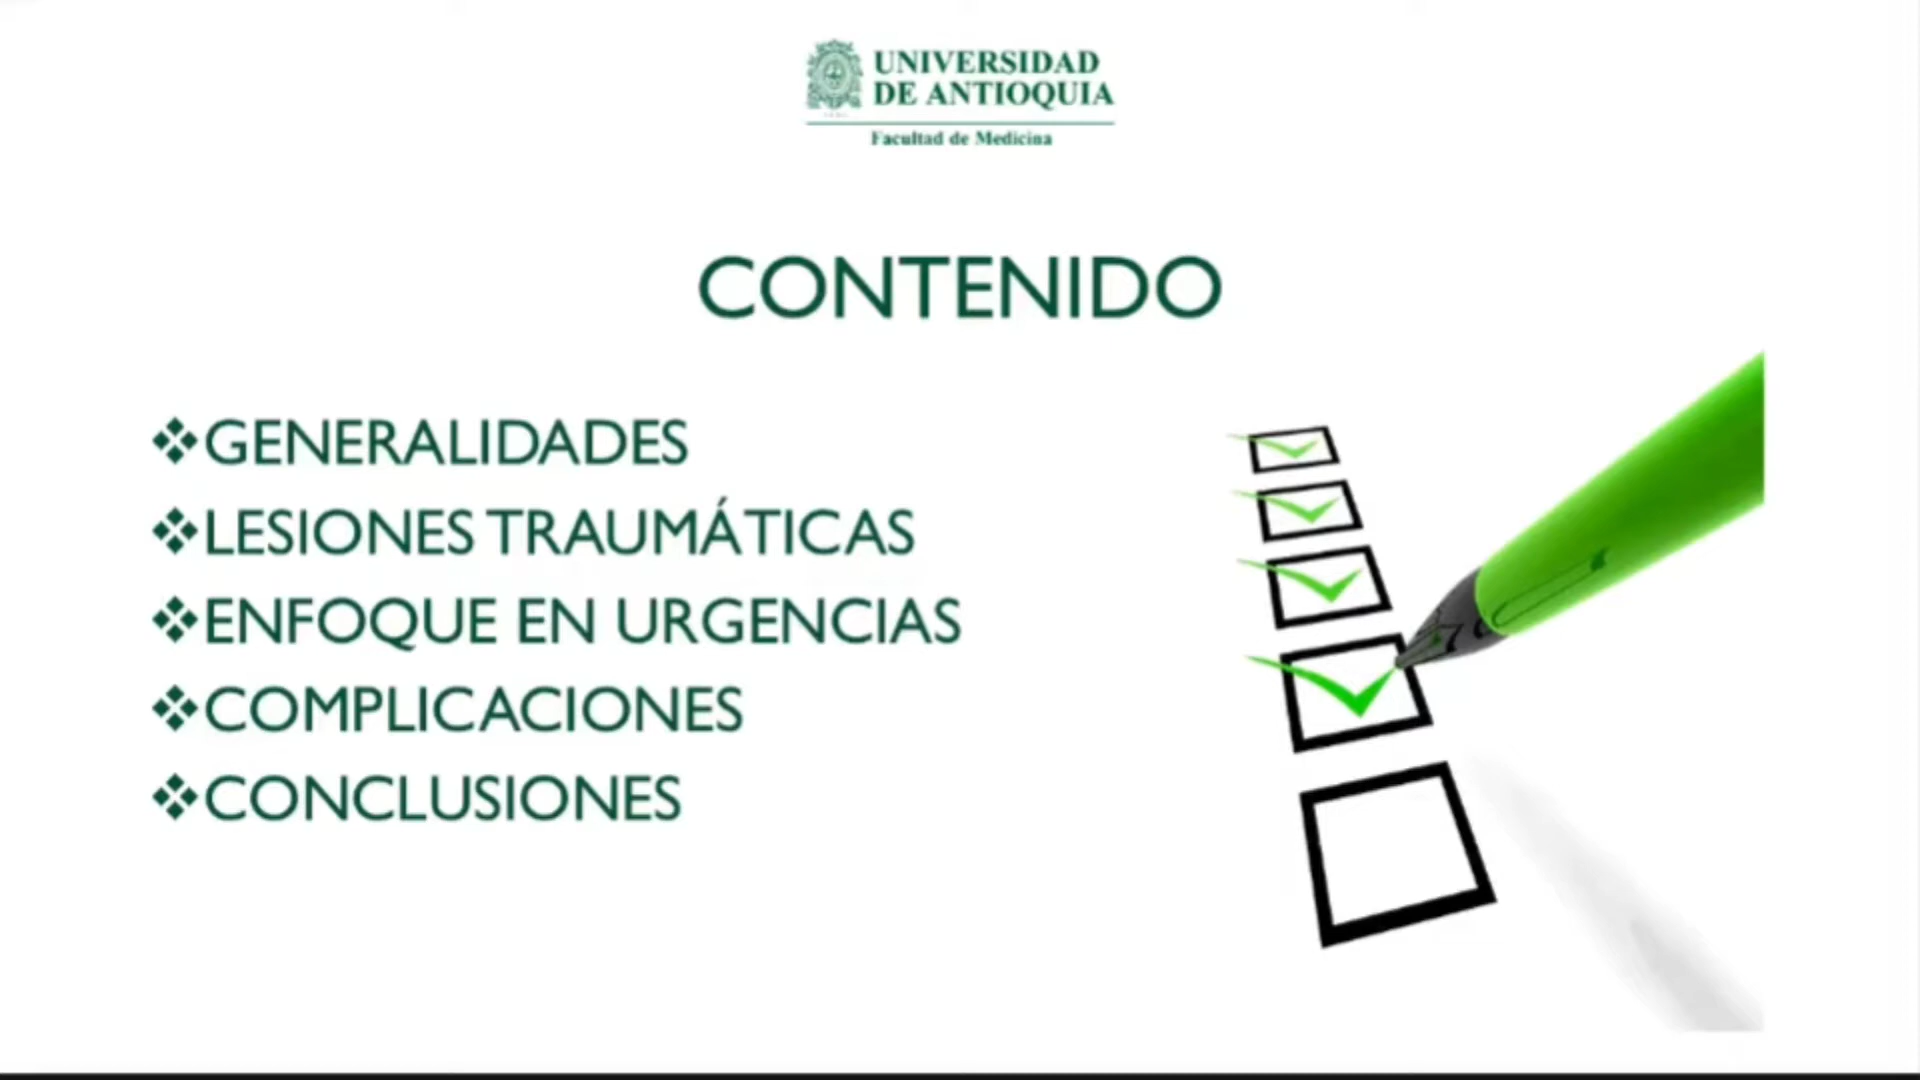 UNIVERSIDAD
DE ANTIOQUIA
Facultad de Medicina
CONTENIDO
GENERALIDADES
LESIONES TRAUMÁTICAS
ENFOQUE EN URGENCIAS
COMPLICACIONES
CONCLUSIONES